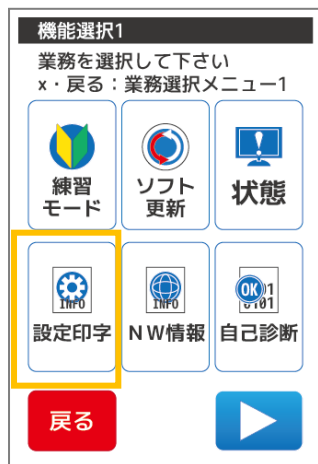 機能選択1
業務を選択して下さい
x・戻る：業務選択メニュー1
練習
モード
ソフト
更新
状態
INFO
設定印字
INFO
NW情報
OK 1
0101
自己診断
戻る